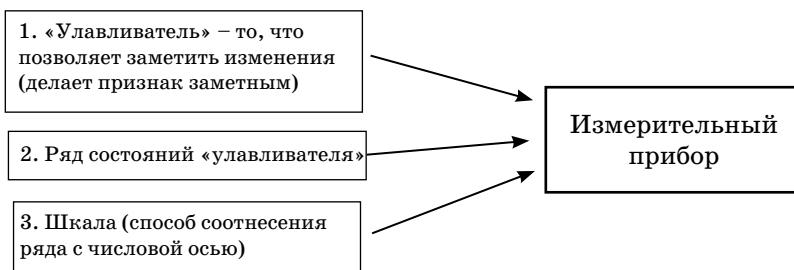 1. «Улавливатель» – то, что
позволяет заметить изменения
(делает признак заметным)
2. Ряд состояний «улавливателя»
3. Шкала (способ соотнесения
ряда с числовой осью)
Измерительный
прибор